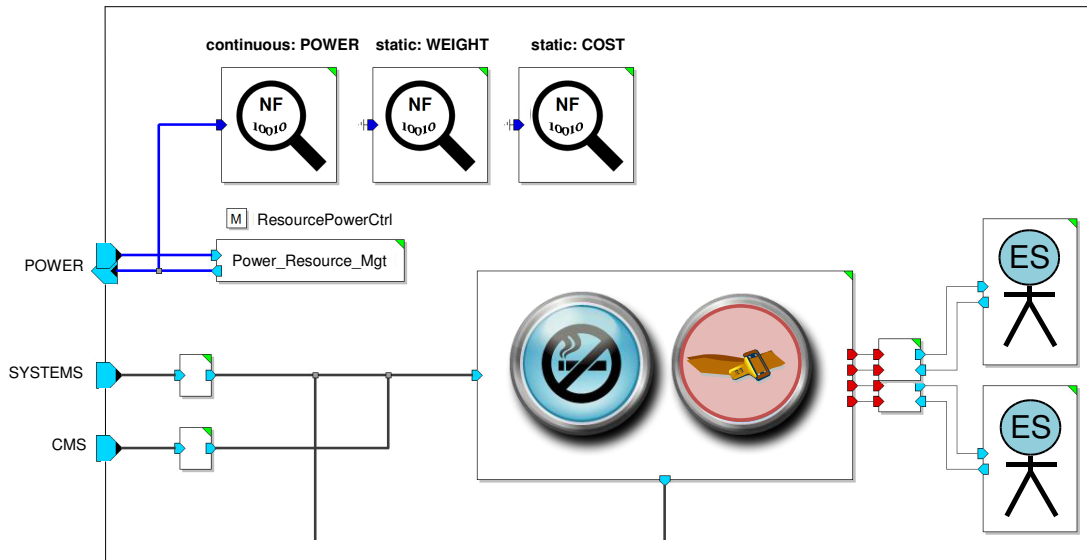 continuous: POWER static: WEIGHT static: COST
NF NF NF
10010 10010 10010
M ResourcePowerCtrl
POWER Power_Resource_Mgt
ES
SYSTEMS
CMS
ES